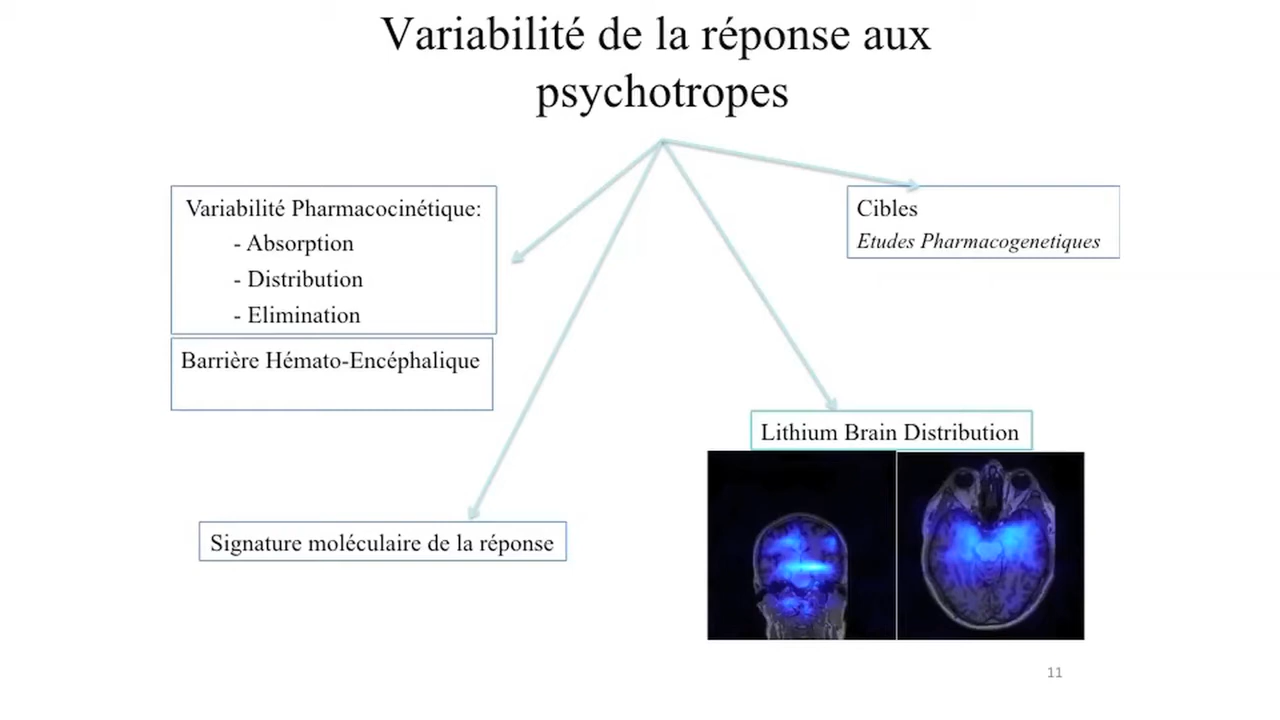 Variabilité de la réponse aux
psychotropes
Variabilité Pharmacocinétique:
- Absorption
- Distribution
- Elimination
Barrière Hémato-Encéphalique
Cibles
Etudes Pharmacogenetiques
Lithium Brain Distribution
Signature moléculaire de la réponse
11